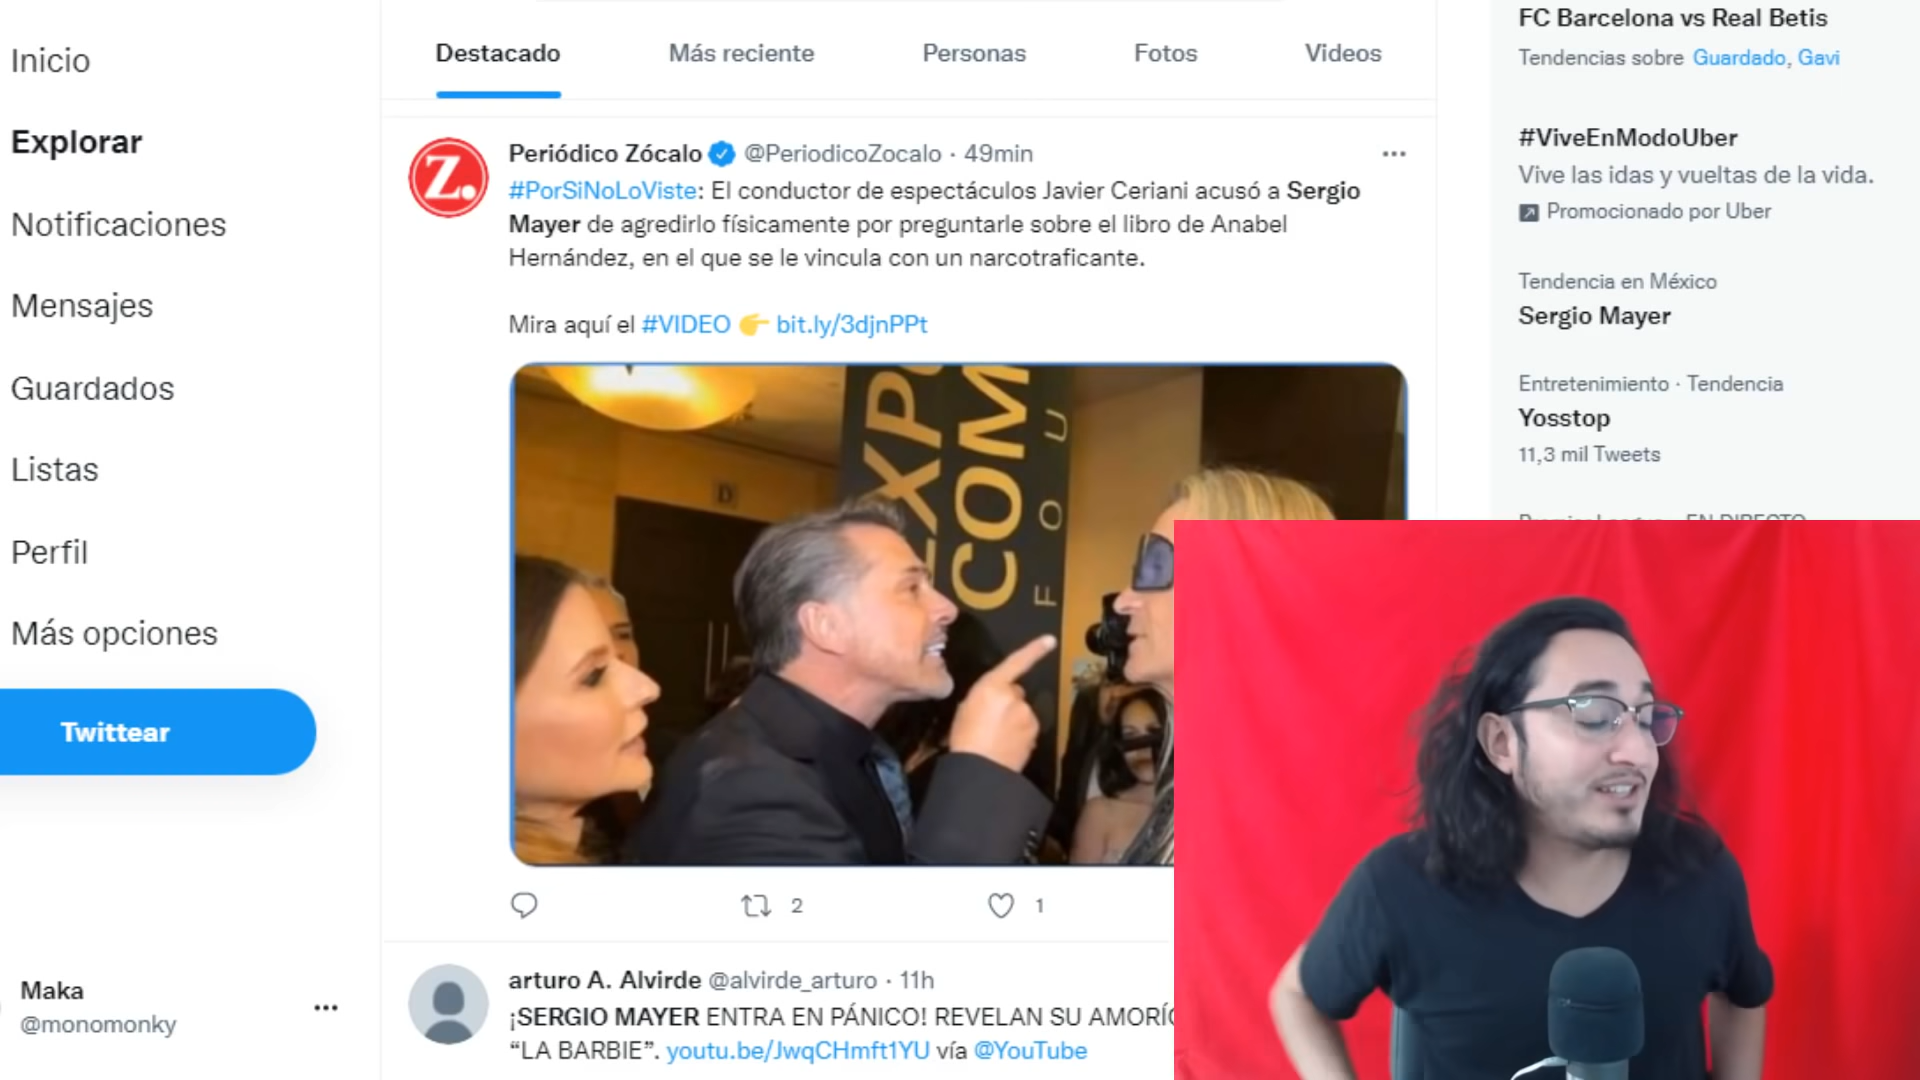 Inicio
Explorar
Notificaciones
Mensajes
Guardados
Listas
Perfil
Más opciones
Twittear
Maka
@monomonky
Destacado
Más reciente
Personas
Fotos
Videos
Z.
Periódico Zócalo @PeriodicoZocalo · 49min
#PorSiNoLoViste: El conductor de espectáculos Javier Ceriani acusó a Sergio
Mayer de agredirlo físicamente por preguntarle sobre el libro de Anabel
Hernández, en el que se le vincula con un narcotraficante.
Mira aquí el #VIDEO 👉 bit.ly/3djnPPt
D
EXP
COM
F O U
2
1
arturo A. Alvirde @alvirde_arturo · 11h
¡SERGIO MAYER ENTRA EN PÁNICO! REVELAN SU AMORÍO
“LA BARBIE”. youtu.be/JwqCHmft1YU vía @YouTube
FC Barcelona vs Real Betis
Tendencias sobre Guardado, Gavi
#ViveEnModoUber
Vive las idas y vueltas de la vida.
Promocionado por Uber
Tendencia en México
Sergio Mayer
Entretenimiento · Tendencia
Yosstop
11,3 mil Tweets